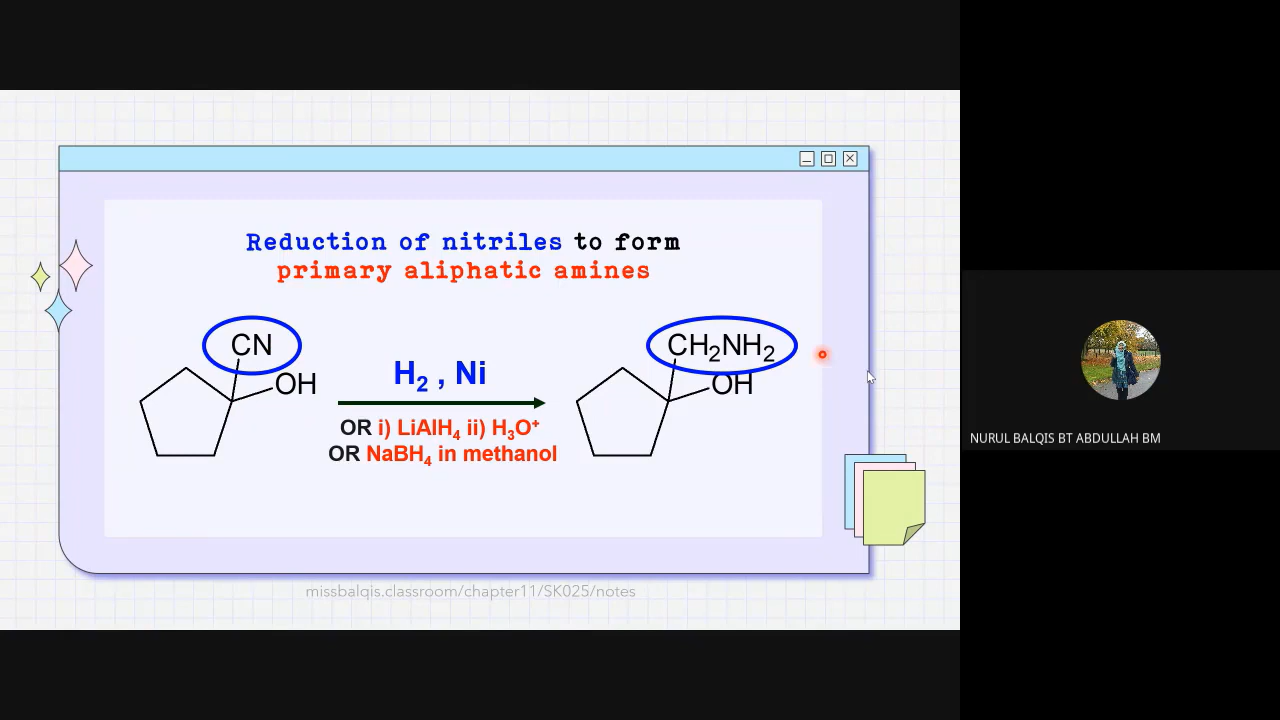 Reduction of nitriles to form
primary aliphatic amines
CN
OH
H₂ , Ni
OR i) LiAlH₄ ii) H₃O⁺
OR NaBH₄ in methanol
CH₂NH₂
OH
missbalqis.classroom/chapter11/SK025/notes
NURUL BALQIS BT ABDULLAH BM